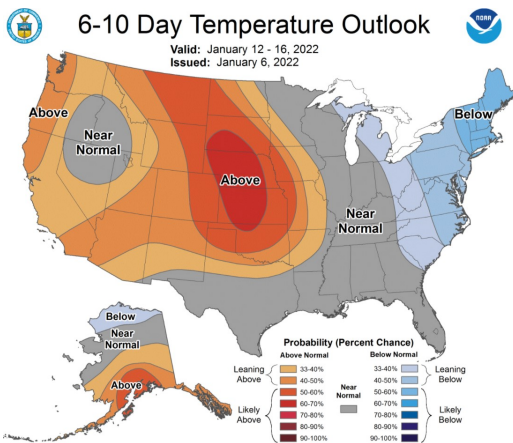 6-10 Day Temperature Outlook
Valid: January 12 - 16, 2022
Issued: January 6, 2022
NOAA
Above
Near
Normal
Above
Near
Normal
Below
Below
Near
Normal
Above
Probability (Percent Chance)
Above Normal
Below Normal
Leaning
Above
33-40%
40-50%
Likely
Above
50-60%
60-70%
70-80%
80-90%
90-100%
Near
Normal
33-40%
40-50%
Leaning
Below
50-60%
60-70%
70-80%
80-90%
90-100%
Likely
Below